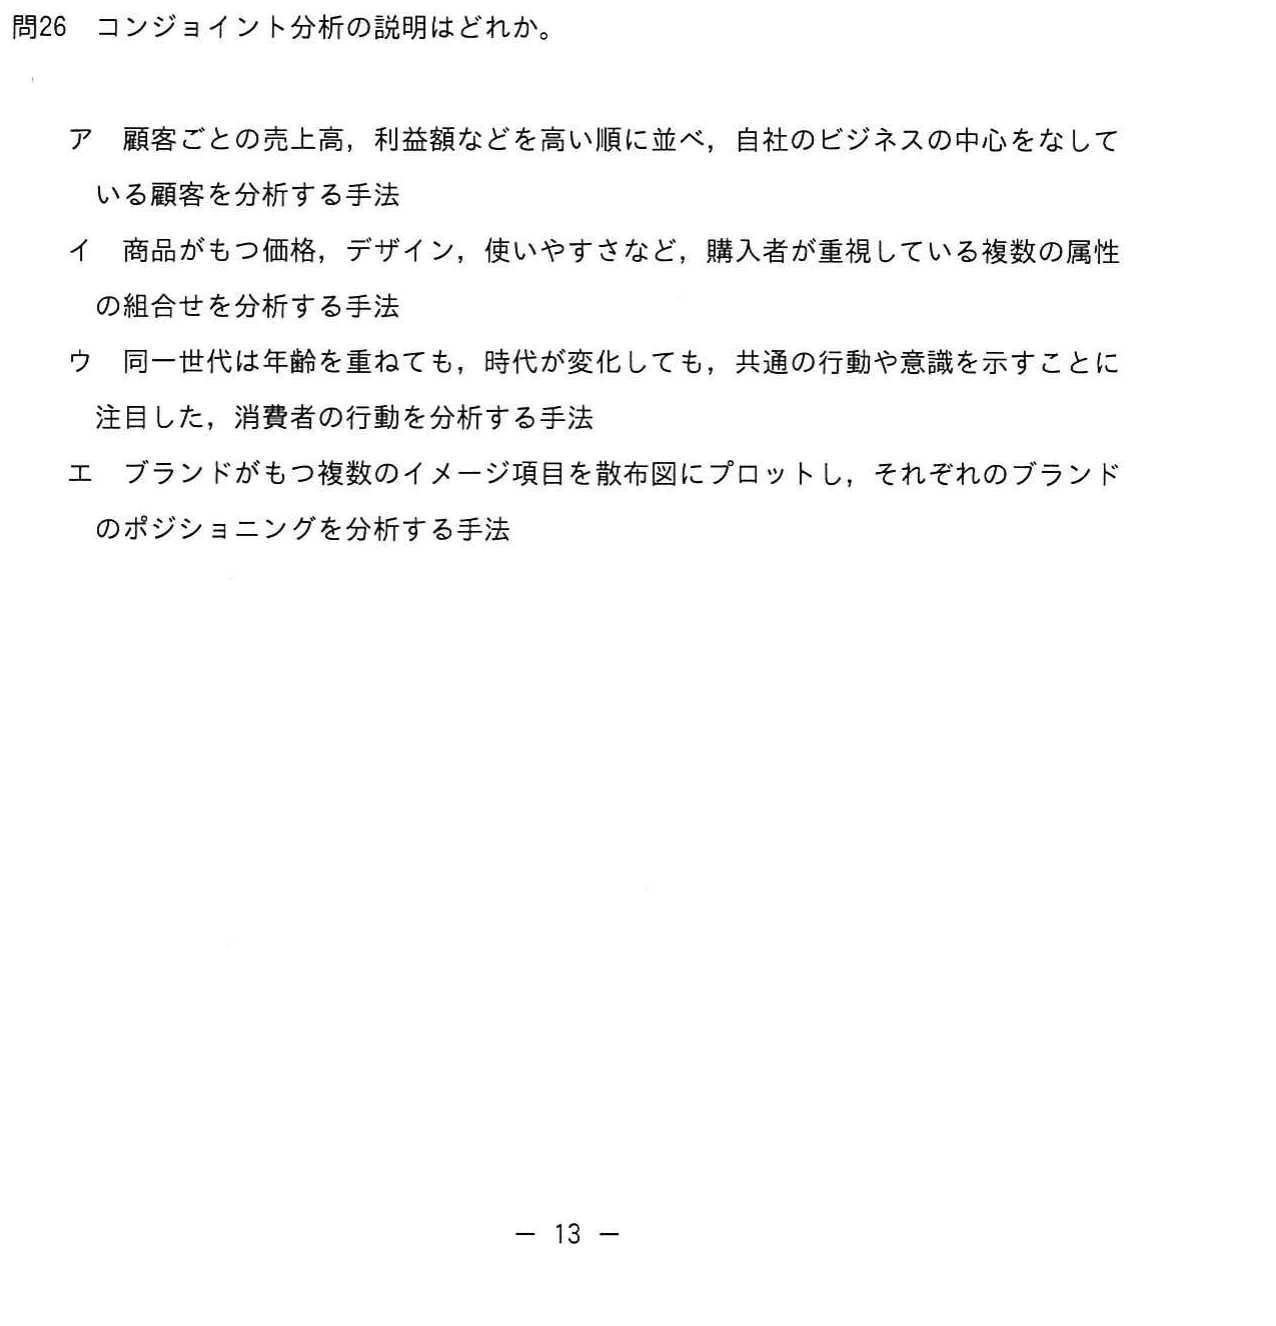 問26　コンジョイント分析の説明はどれか。
ア　顧客ごとの売上高，利益額などを高い順に並べ，自社のビジネスの中心をなして
いる顧客を分析する手法
イ　商品がもつ価格，デザイン，使いやすさなど，購入者が重視している複数の属性
の組合せを分析する手法
ウ　同一世代は年齢を重ねても，時代が変化しても，共通の行動や意識を示すことに
注目した，消費者の行動を分析する手法
エ　ブランドがもつ複数のイメージ項目を散布図にプロットし，それぞれのブランド
のポジショニングを分析する手法
－ 13 －